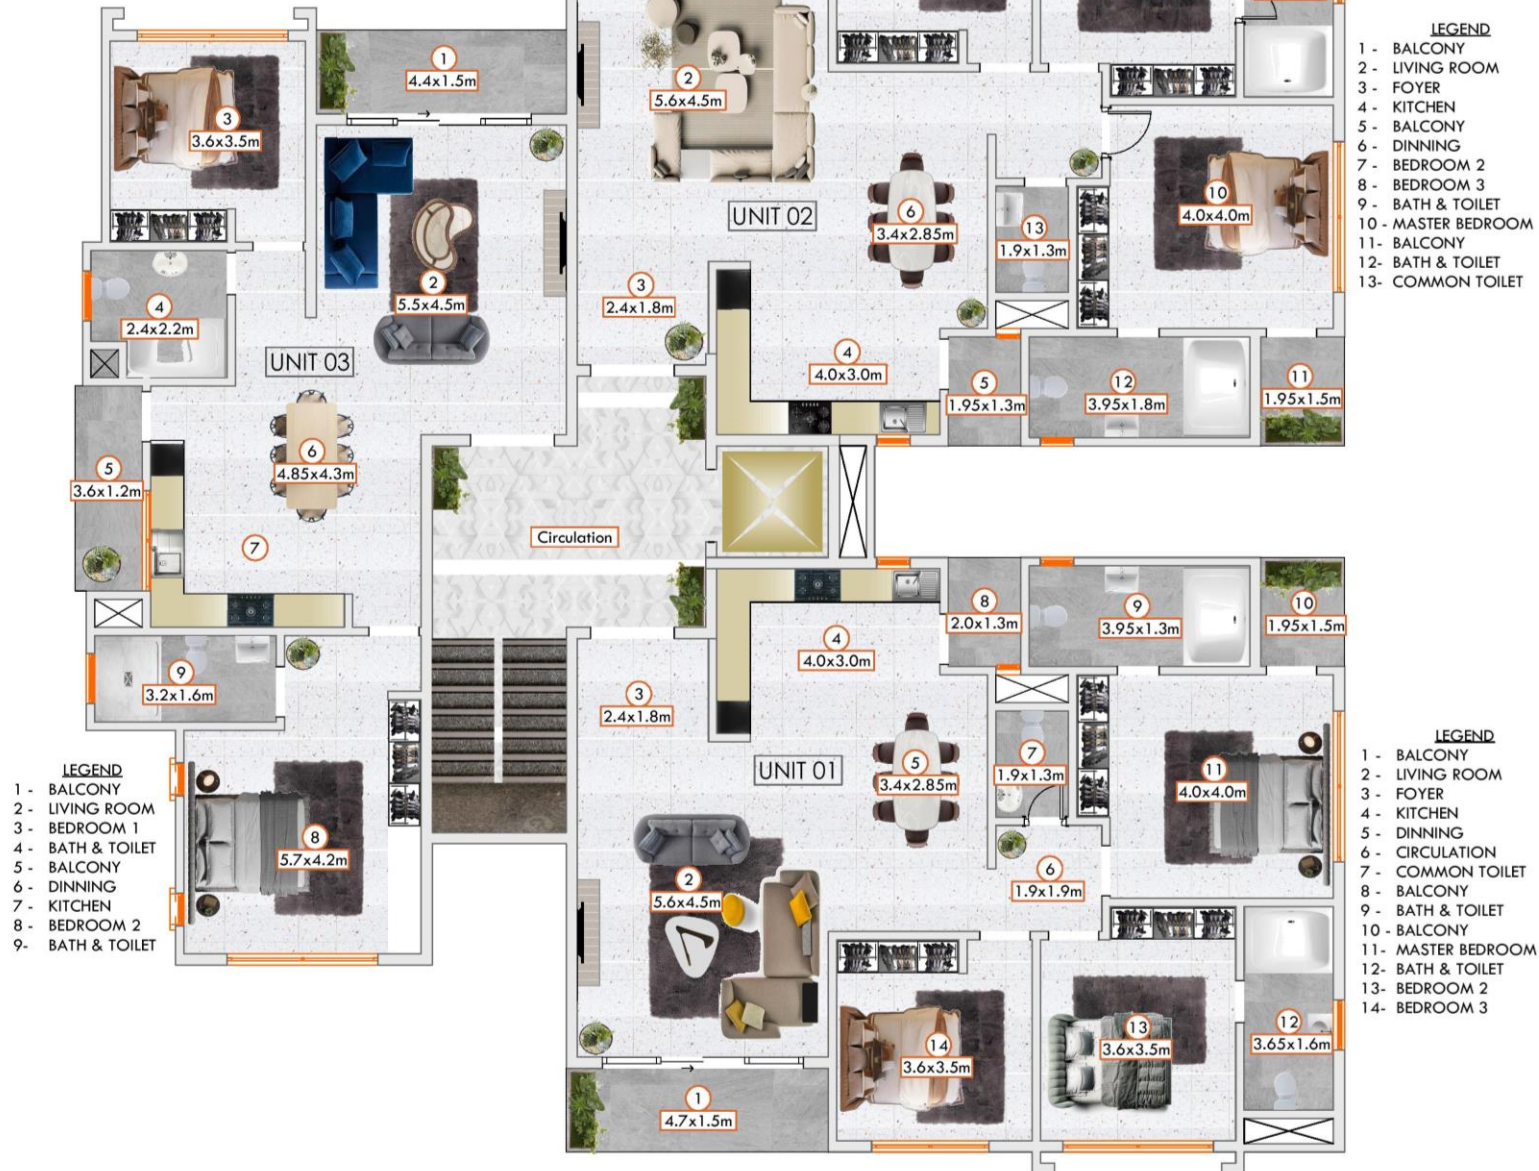 LEGEND
1 - BALCONY
2 - LIVING ROOM
3 - FOYER
4 - KITCHEN
5 - BALCONY
6 - DINNING
7 - BEDROOM 2
8 - BEDROOM 3
9 - BATH & TOILET
10 - MASTER BEDROOM
11- BALCONY
12- BATH & TOILET
13- COMMON TOILET
1
4.4x1.5m
2
5.6x4.5m
3
3.6x3.5m
10
4.0x4.0m
UNIT 02
6
3.4x2.85m
13
1.9x1.3m
2
5.5x4.5m
3
2.4x1.8m
4
2.4x2.2m
UNIT 03
4
4.0x3.0m
5
1.95x1.3m
12
3.95x1.8m
11
1.95x1.5m
6
4.85x4.3m
5
3.6x1.2m
7
Circulation
8
2.0x1.3m
9
3.95x1.3m
10
1.95x1.5m
4
4.0x3.0m
9
3.2x1.6m
3
2.4x1.8m
UNIT 01
5
3.4x2.85m
7
1.9x1.3m
11
4.0x4.0m
8
5.7x4.2m
2
5.6x4.5m
6
1.9x1.9m
14
3.6x3.5m
13
3.6x3.5m
12
3.65x1.6m
1
4.7x1.5m
LEGEND
1 - BALCONY
2 - LIVING ROOM
3 - BEDROOM 1
4 - BATH & TOILET
5 - BALCONY
6 - DINNING
7 - KITCHEN
8 - BEDROOM 2
9- BATH & TOILET
LEGEND
1 - BALCONY
2 - LIVING ROOM
3 - FOYER
4 - KITCHEN
5 - DINNING
6 - CIRCULATION
7 - COMMON TOILET
8 - BALCONY
9 - BATH & TOILET
10 - BALCONY
11- MASTER BEDROOM
12- BATH & TOILET
13- BEDROOM 2
14- BEDROOM 3